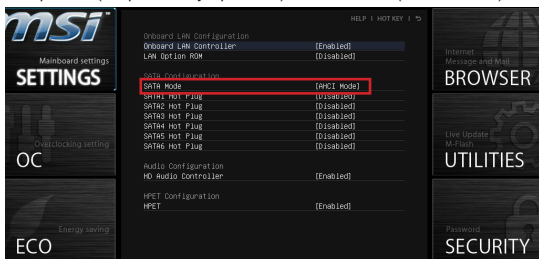 msi
HELP | HOT KEY |
Mainboard settings
SETTINGS
OC
Overclocking setting
ECO
Energy saving
Onboard LAN Configuration
Onboard LAN Controller [Enabled]
LAN Option ROM [Disabled]
SATA Configuration
SATA Mode [AHCI Mode]
SATA1 Hot Plug [Disabled]
SATA2 Hot Plug [Disabled]
SATA3 Hot Plug [Disabled]
SATA4 Hot Plug [Disabled]
SATA5 Hot Plug [Disabled]
SATA6 Hot Plug [Disabled]
Audio Configuration
HD Audio Controller [Enabled]
HPET Configuration
HPET [Enabled]
Internet
Message and Mail
BROWSER
Live Update
M-Flash
UTILITIES
Password
SECURITY